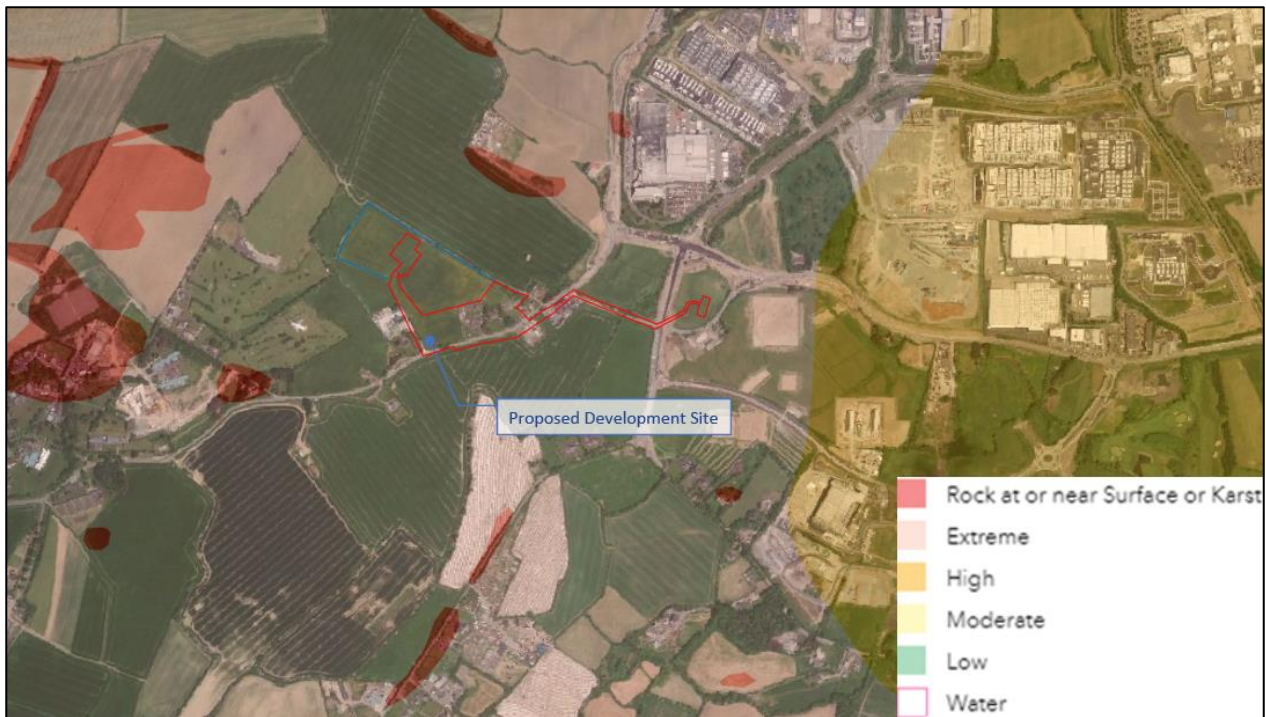 Proposed Development Site
Rock at or near Surface or Karst
Extreme
High
Moderate
Low
Water